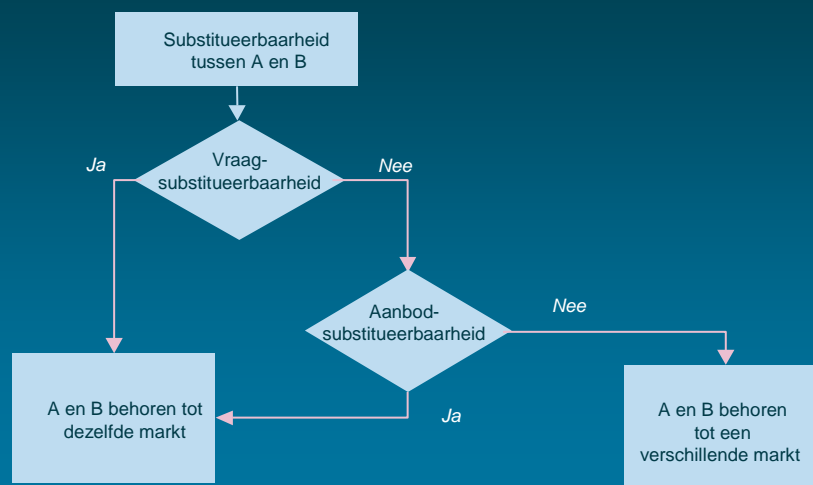 Substitueerbaarheid
tussen A en B
Ja
Vraag-
substitueerbaarheid
Nee
Aanbod-
substitueerbaarheid
Nee
A en B behoren tot
dezelfde markt
Ja
A en B behoren
tot een
verschillende markt